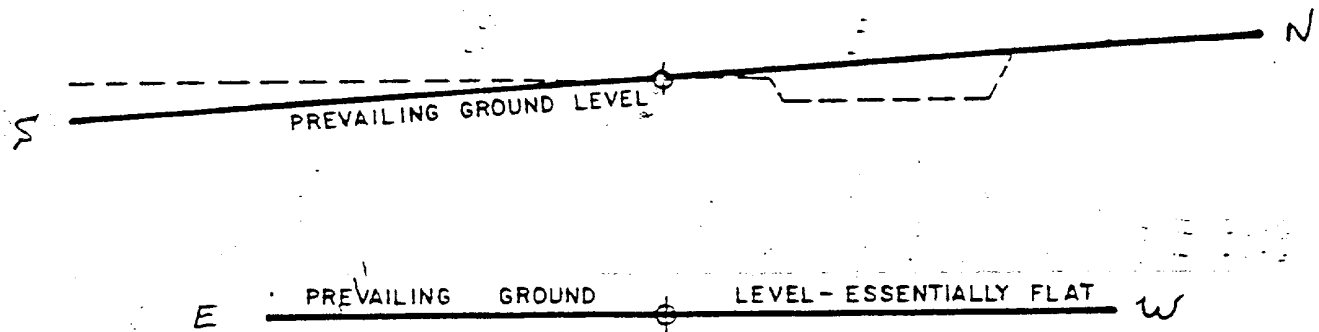 N
PREVAILING GROUND LEVEL
S
PREVAILING GROUND LEVEL - ESSENTIALLY FLAT
E W